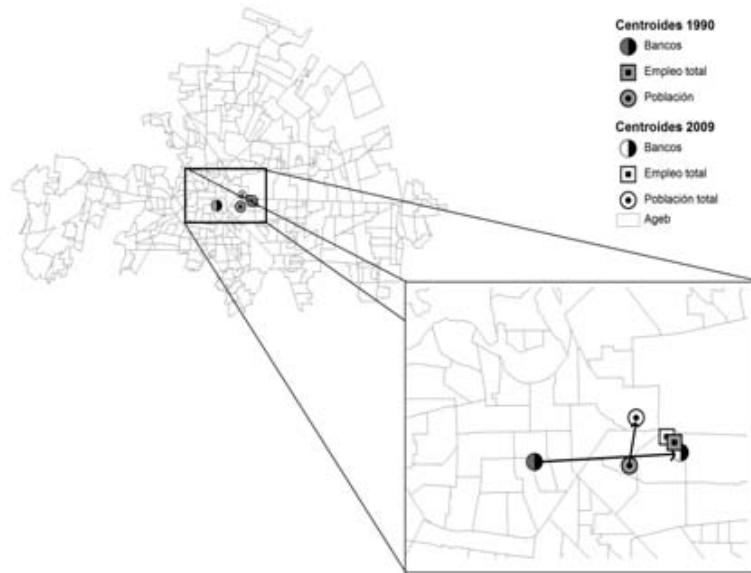 Centroides 1990
Bancos
Empleo total
Población
Centroides 2009
Bancos
Empleo total
Población total
Ageb